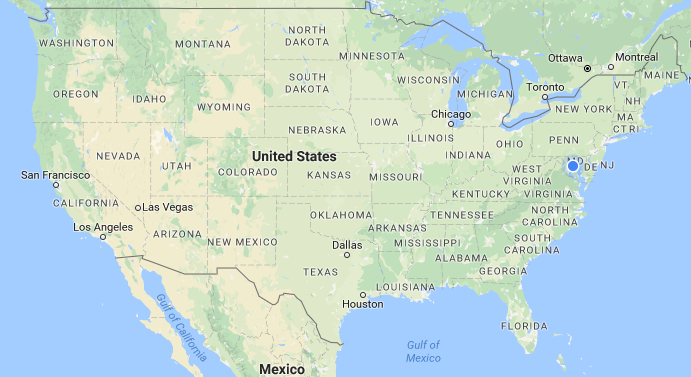 WASHINGTON
MONTANA
NORTH
DAKOTA
MINNESOTA
Ottawa
Montreal
MAINE
OREGON
IDAHO
WYOMING
SOUTH
DAKOTA
WISCONSIN
MICHIGAN
Toronto
VT
NH
NEW YORK
MA
CT RI
Chicago
NEBRASKA
IOWA
ILLINOIS
INDIANA
OHIO
PENN
NEVADA
UTAH
COLORADO
United States
KANSAS
MISSOURI
WEST
VIRGINIA
MD
DE
NJ
San Francisco
CALIFORNIA
Las Vegas
Los Angeles
ARIZONA
NEW MEXICO
OKLAHOMA
ARKANSAS
KENTUCKY
VIRGINIA
TENNESSEE
NORTH
CAROLINA
Dallas
MISSISSIPPI
ALABAMA
SOUTH
CAROLINA
GEORGIA
TEXAS
LOUISIANA
Houston
FLORIDA
Gulf of California
Gulf of
Mexico
Mexico